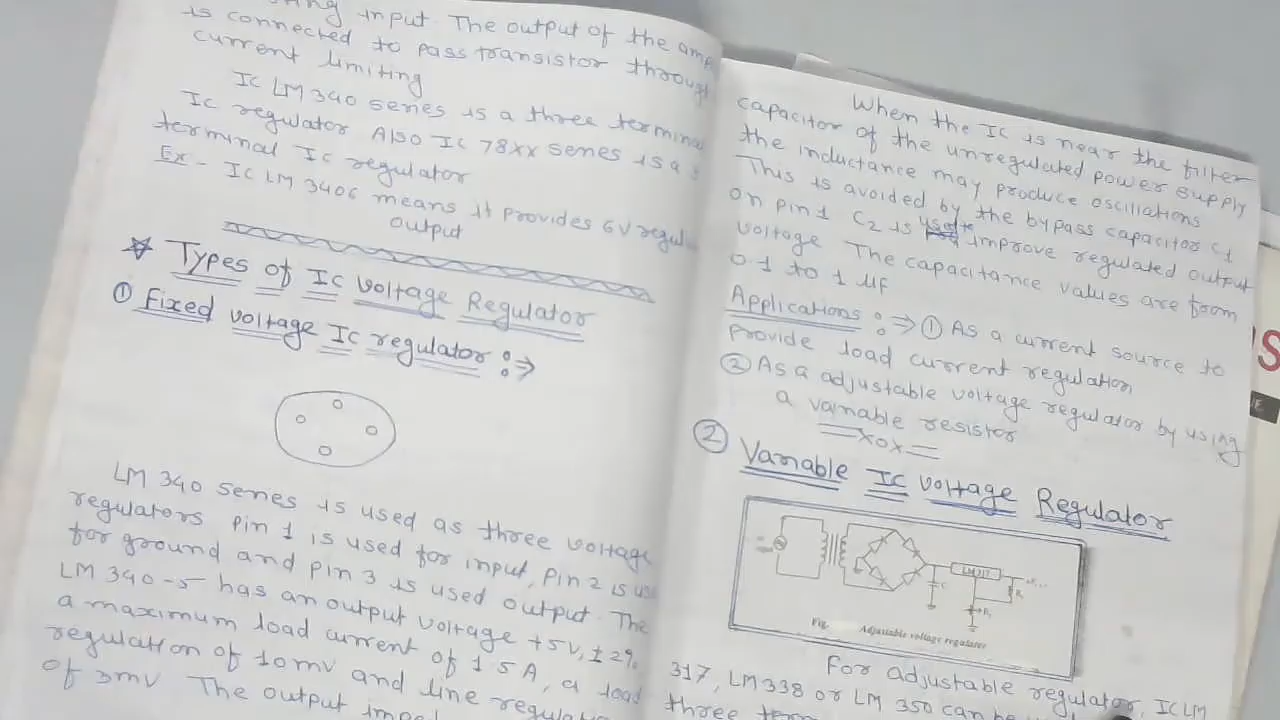 input. The output of the
is connected to pass transistor through
current limiting
IC LM 340 series is a three terminal
IC regulator Also IC 78XX series is a 3
terminal IC regulator
Ex - IC LM 3406 means it provides 6V
output
Types of IC Voltage Regulator
① Fixed voltage IC regulator :⇒
LM 340 series is used as three voltage
regulators Pin 1 is used for input, Pin 2 is
for ground and pin 3 is used output. The
LM 340-5 has an output voltage +5V, ± 2%
a maximum load current of 1.5 A, a load
regulation of 10mv and line
of 3mv The output
When the IC is near the filter
capacitor of the unregulated power supply
the inductance may produce oscillations
This is avoided by the bypass capacitor C1
on pin 1 C2 is used to improve regulated output
voltage The capacitance values are from
0.1 to 1 µF
Applications :⇒ ① As a current source to
provide load current regulation
② As a adjustable voltage regulator by using
a variable resistor
=xox=
② Variable IC Voltage Regulator
LM317
C
R1
Fig. Adjustable voltage regulator
For adjustable regulator, IC LM
317, LM338 or LM 350 can be
three